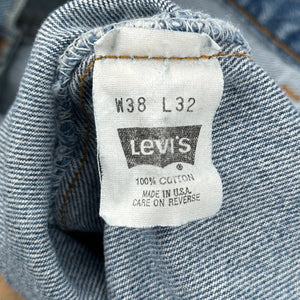 W38 L32
LEVI'S
®
100% COTTON
MADE IN U.S.A.
CARE ON REVERSE